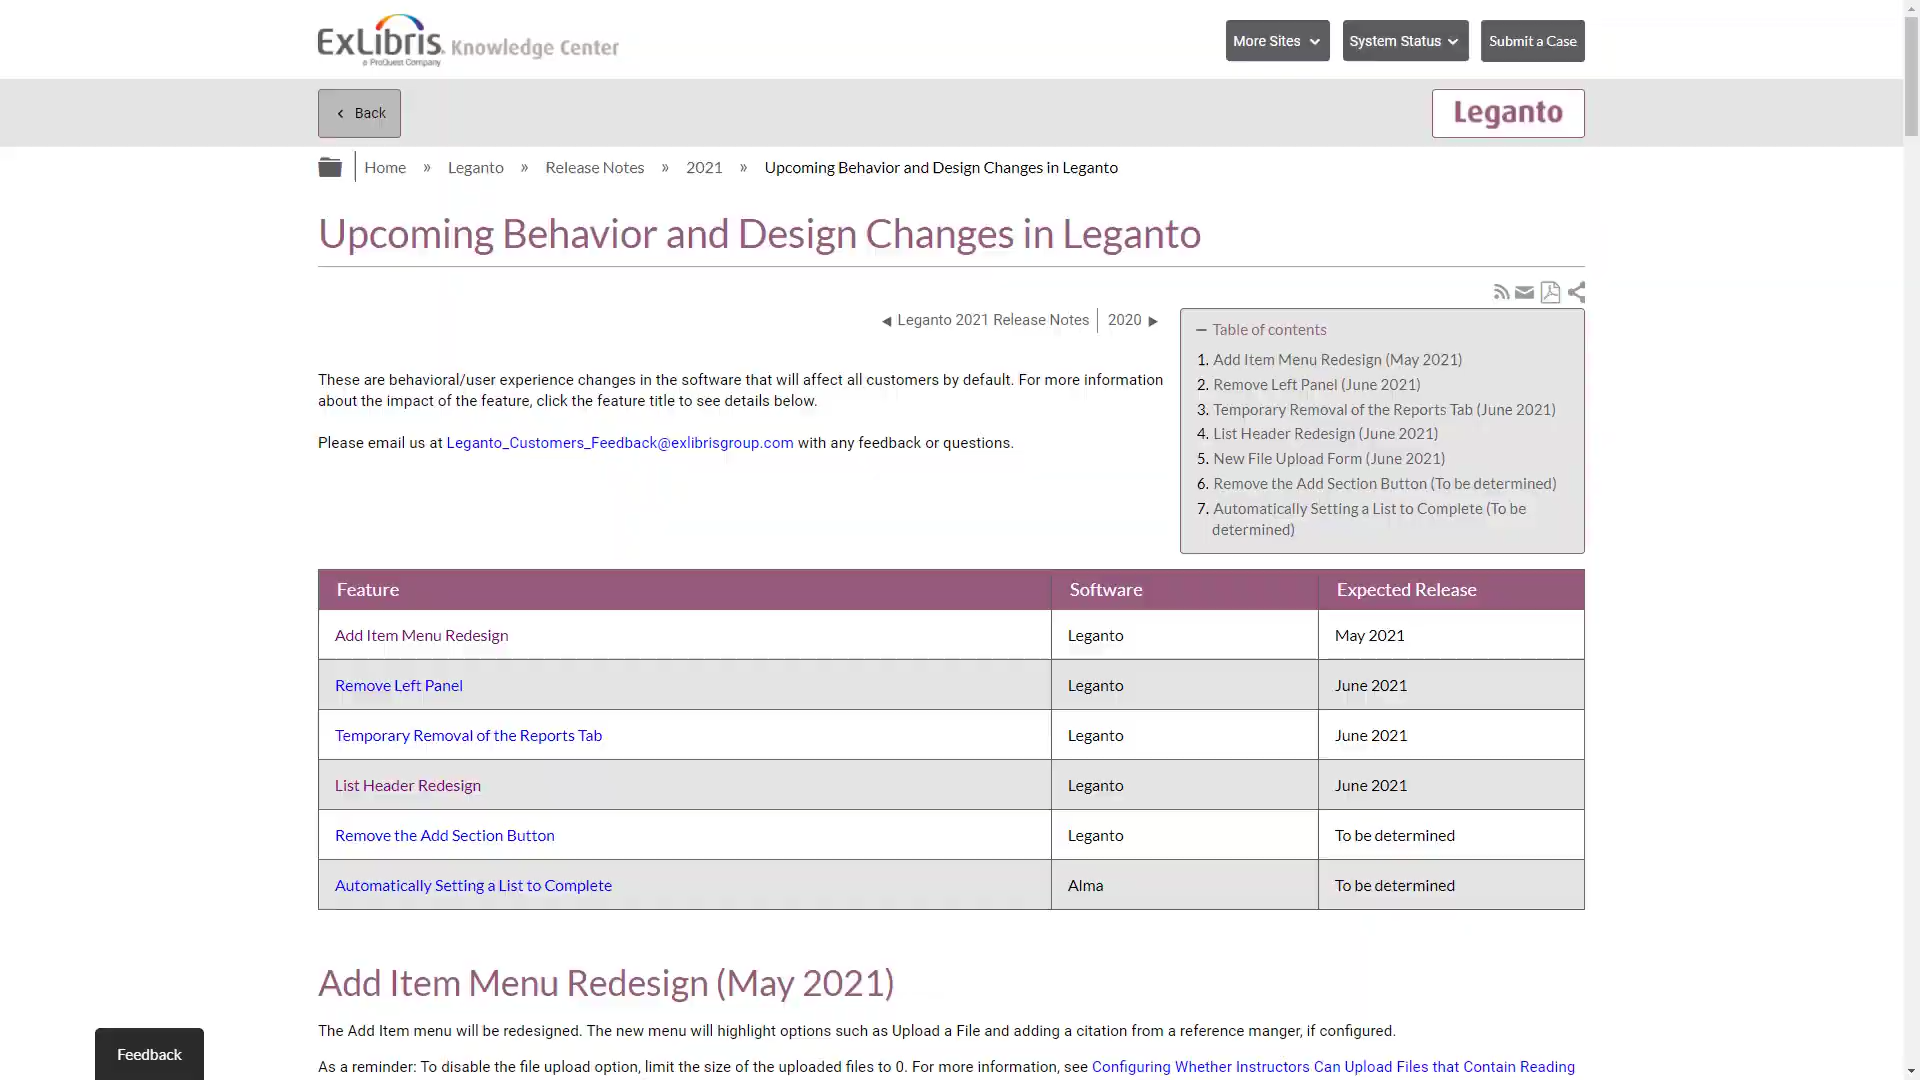 ExLibris Knowledge Center
a ProQuest Company
More Sites
System Status
Submit a Case
Back
Leganto
Home » Leganto » Release Notes » 2021 » Upcoming Behavior and Design Changes in Leganto
Upcoming Behavior and Design Changes in Leganto
◀ Leganto 2021 Release Notes | 2020 ▶
These are behavioral/user experience changes in the software that will affect all customers by default. For more information
about the impact of the feature, click the feature title to see details below.
Please email us at Leganto_Customers_Feedback@exlibrisgroup.com with any feedback or questions.
Table of contents
1. Add Item Menu Redesign (May 2021)
2. Remove Left Panel (June 2021)
3. Temporary Removal of the Reports Tab (June 2021)
4. List Header Redesign (June 2021)
5. New File Upload Form (June 2021)
6. Remove the Add Section Button (To be determined)
7. Automatically Setting a List to Complete (To be
determined)
Feature Software Expected Release
Add Item Menu Redesign Leganto May 2021
Remove Left Panel Leganto June 2021
Temporary Removal of the Reports Tab Leganto June 2021
List Header Redesign Leganto June 2021
Remove the Add Section Button Leganto To be determined
Automatically Setting a List to Complete Alma To be determined
Add Item Menu Redesign (May 2021)
The Add Item menu will be redesigned. The new menu will highlight options such as Upload a File and adding a citation from a reference manger, if configured.
As a reminder: To disable the file upload option, limit the size of the uploaded files to 0. For more information, see Configuring Whether Instructors Can Upload Files that Contain Reading
Feedback